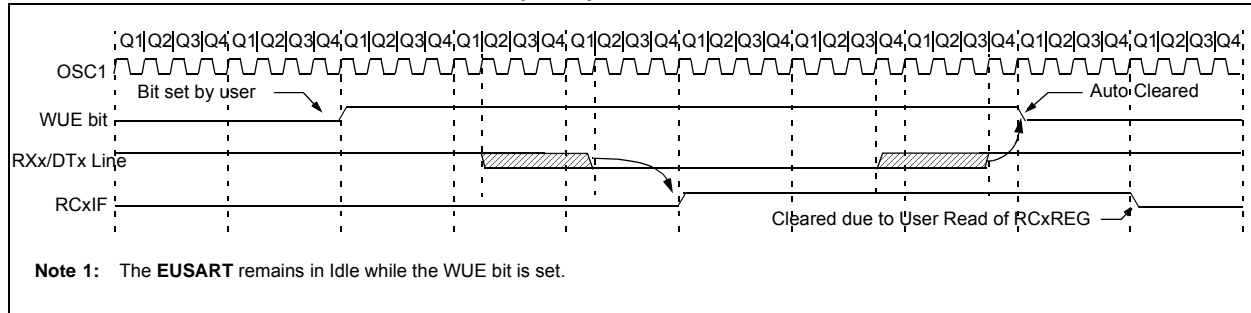 Q1 Q2 Q3 Q4 Q1 Q2 Q3 Q4 Q1 Q2 Q3 Q4 Q1 Q2 Q3 Q4 Q1 Q2 Q3 Q4 Q1 Q2 Q3 Q4 Q1 Q2 Q3 Q4 Q1 Q2 Q3 Q4 Q1 Q2 Q3 Q4 Q1 Q2 Q3 Q4
OSC1
Bit set by user
Auto Cleared
WUE bit
RXx/DTx Line
RCxIF
Cleared due to User Read of RCxREG
Note 1: The EUSART remains in Idle while the WUE bit is set.